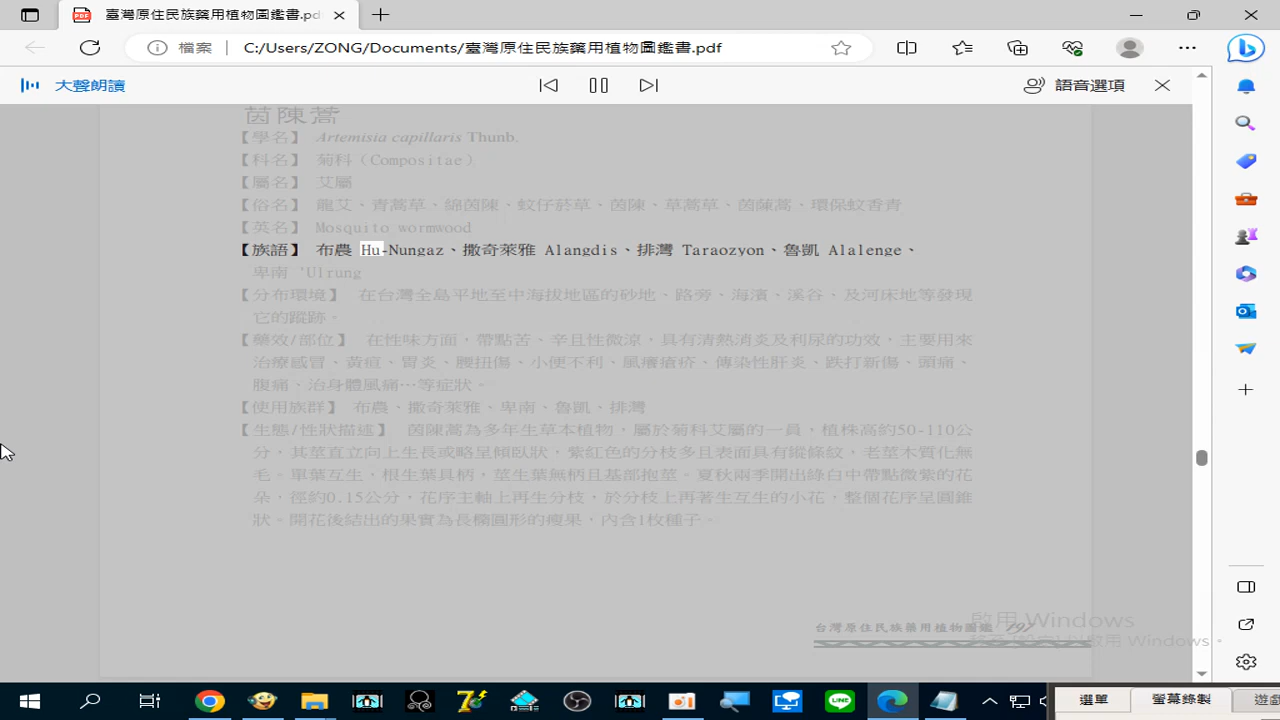 臺灣原住民族藥用植物圖鑑書.pdf
檔案
C:/Users/ZONG/Documents/臺灣原住民族藥用植物圖鑑書.pdf
大聲朗讀
語音選項
茵陳蒿
【學名】 Artemisia capillaris Thunb.
【科名】 菊科（Compositae）
【屬名】 艾屬
【俗名】 龍艾、青蒿草、綿茵陳、蚊仔菸草、茵陳、草蒿草、茵蔯蒿、環保蚊香青
【英名】 Mosquito wormwood
【族語】 布農 Hu-Nungaz、撒奇萊雅 Alangdis、排灣 Taraozyon、魯凱 Alalenge、
卑南 'Ulrung
【分布環境】 在台灣全島平地至中海拔地區的砂地、路旁、海濱、溪谷、及河床地等發現
它的蹤跡。
【藥效/部位】 在性味方面，帶點苦、辛且性微涼，具有清熱消炎及利尿的功效，主要用來
治療感冒、黃疸、胃炎、腰扭傷、小便不利、風癢瘡疥、傳染性肝炎、跌打新傷、頭痛、
腹痛、治身體風痛…等症狀。
【使用族群】 布農、撒奇萊雅、卑南、魯凱、排灣
【生態/性狀描述】 茵陳蒿為多年生草本植物，屬於菊科艾屬的一員，植株高約50-110公
分，其莖直立向上生長或略呈傾臥狀，紫紅色的分枝多且表面具有縱條紋，老莖木質化無
毛。單葉互生、根生葉具柄，莖生葉無柄且基部抱莖。夏秋兩季開出綠白中帶點微紫的花
朵，徑約0.15公分，花序主軸上再生分枝，於分枝上再著生互生的小花，整個花序呈圓錐
狀。開花後結出的果實為長橢圓形的瘦果，內含1枚種子。
台灣原住民族藥用植物圖鑑 197
啟用 Windows
移至 [設定] 以啟用 Windows。
LINE
選單
螢幕錄製
遊戲